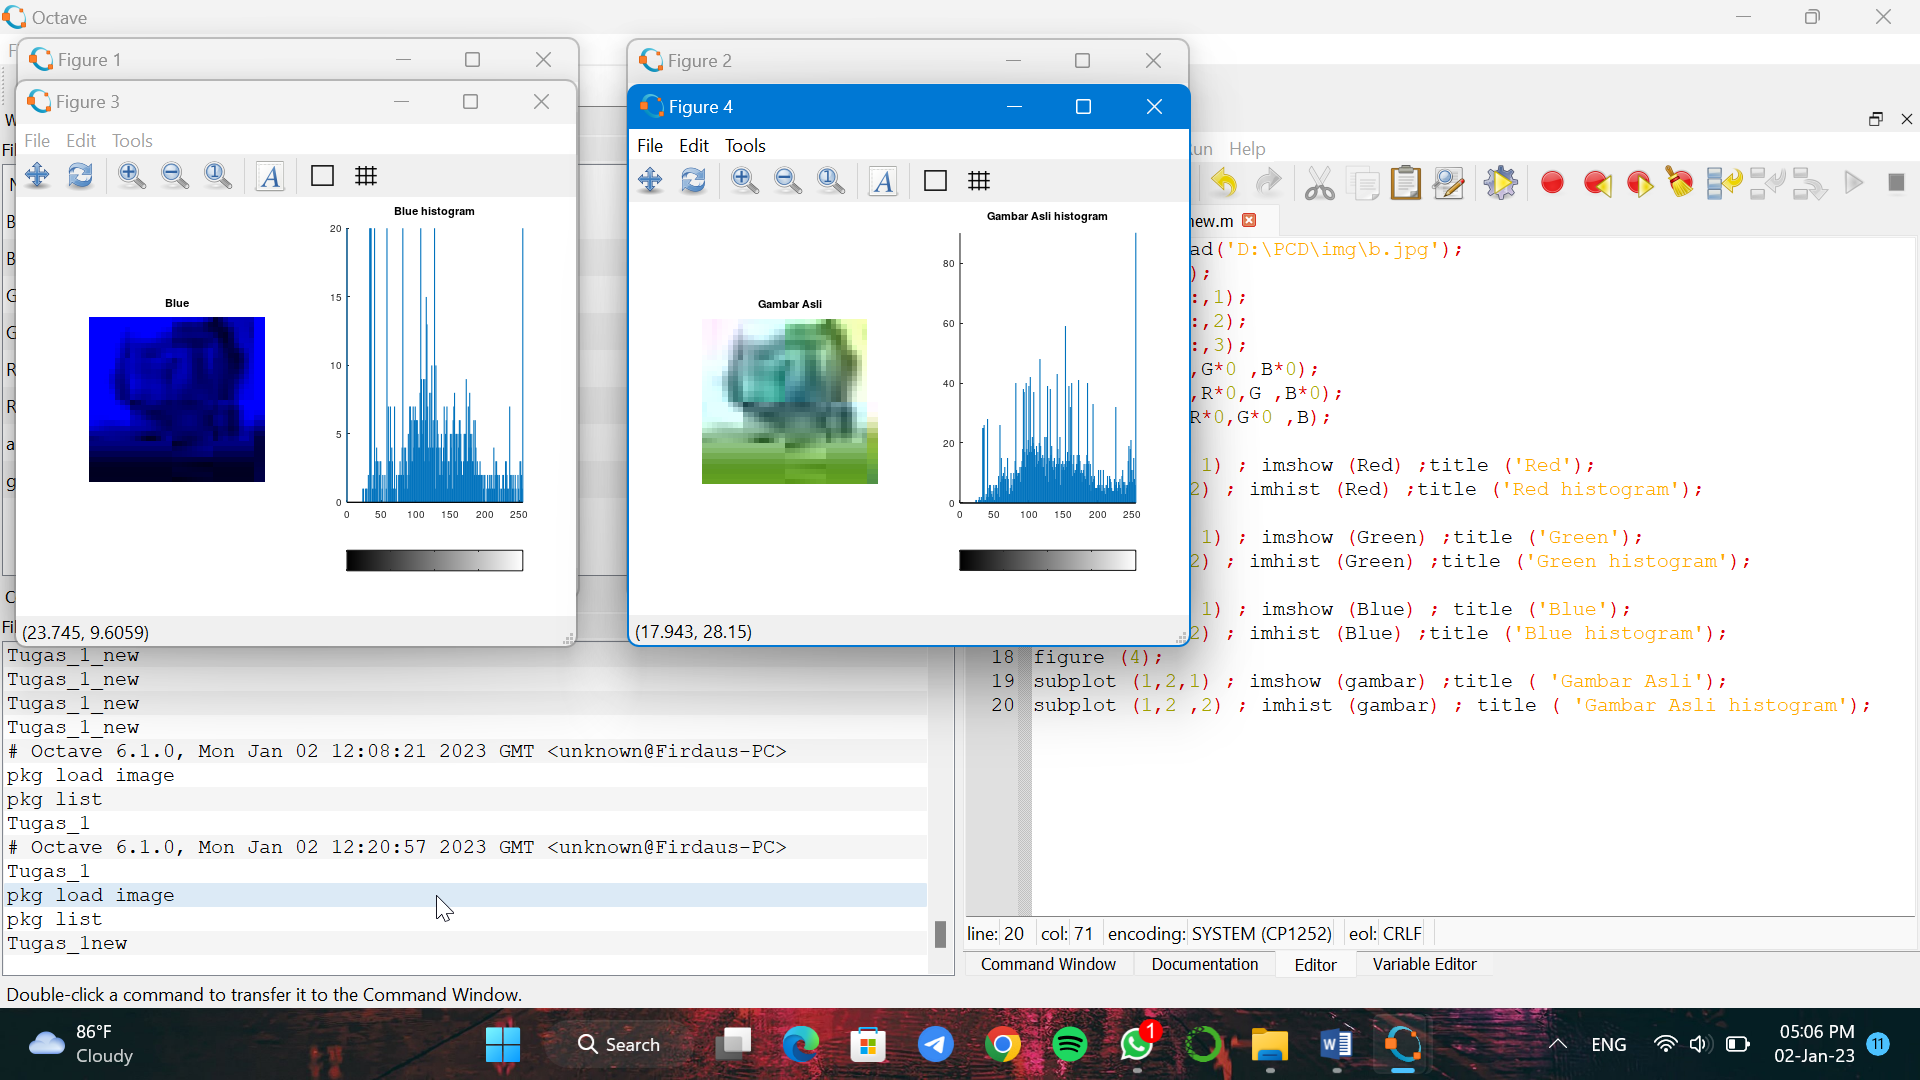 Octave
Figure 1
Figure 3
File Edit Tools
Blue histogram
20
15
10
5
0
0 50 100 150 200 250
Blue
(23.745, 9.6059)
Figure 2
Figure 4
File Edit Tools
Gambar Asli histogram
80
60
40
20
0
0 50 100 150 200 250
Gambar Asli
(17.943, 28.15)
un Help
new.m
ad('D:\PCD\img\b.jpg');
);
:,1);
:,2);
:,3);
,G*0 ,B*0);
,R*0,G ,B*0);
R*0,G*0 ,B);
1) ; imshow (Red) ;title ('Red');
2) ; imhist (Red) ;title ('Red histogram');
1) ; imshow (Green) ;title ('Green');
2) ; imhist (Green) ;title ('Green histogram');
1) ; imshow (Blue) ; title ('Blue');
2) ; imhist (Blue) ;title ('Blue histogram');
18 figure (4);
19 subplot (1,2,1) ; imshow (gambar) ;title ( 'Gambar Asli');
20 subplot (1,2 ,2) ; imhist (gambar) ; title ( 'Gambar Asli histogram');
line: 20 col: 71 encoding: SYSTEM (CP1252) eol: CRLF
Command Window Documentation Editor Variable Editor
Tugas_1_new
Tugas_1_new
Tugas_1_new
Tugas_1_new
# Octave 6.1.0, Mon Jan 02 12:08:21 2023 GMT <unknown@Firdaus-PC>
pkg load image
pkg list
Tugas_1
# Octave 6.1.0, Mon Jan 02 12:20:57 2023 GMT <unknown@Firdaus-PC>
Tugas_1
pkg load image
pkg list
Tugas_1new
Double-click a command to transfer it to the Command Window.
86°F
Cloudy
Search
1
ENG
05:06 PM
02-Jan-23
11